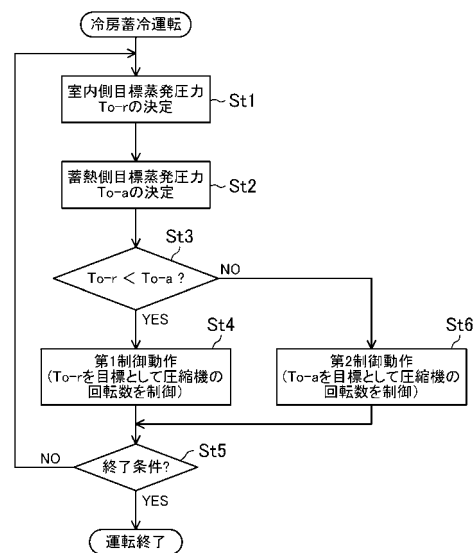 冷房蓄冷運転
室内側目標蒸発圧力
To-rの決定
St1
蓄熱側目標蒸発圧力
To-aの決定
St2
St3
To-r < To-a ?
NO
YES
St4
第1制御動作
(To-rを目標として圧縮機の
回転数を制御)
St6
第2制御動作
(To-aを目標として圧縮機の
回転数を制御)
St5
終了条件?
NO
YES
運転終了